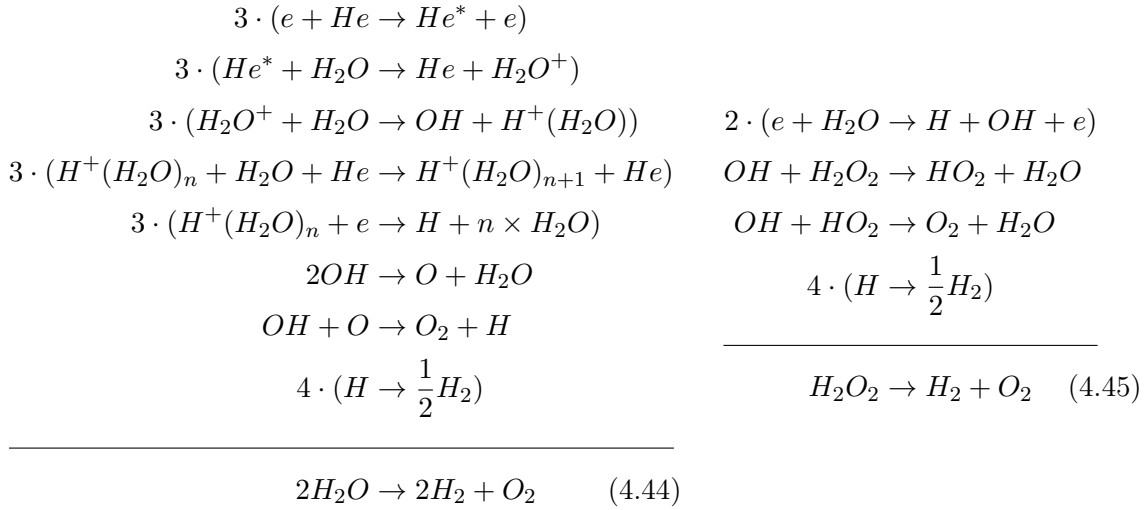 3 · (e + He → He* + e)
3 · (He* + H₂O → He + H₂O⁺)
3 · (H₂O⁺ + H₂O → OH + H⁺(H₂O))
3 · (H⁺(H₂O)ₙ + H₂O + He → H⁺(H₂O)ₙ₊₁ + He)
3 · (H⁺(H₂O)ₙ + e → H + n × H₂O)
2OH → O + H₂O
OH + O → O₂ + H
4 · (H → 1/2 H₂)
2H₂O → 2H₂ + O₂ (4.44)
2 · (e + H₂O → H + OH + e)
OH + H₂O₂ → HO₂ + H₂O
OH + HO₂ → O₂ + H₂O
4 · (H → 1/2 H₂)
H₂O₂ → H₂ + O₂ (4.45)